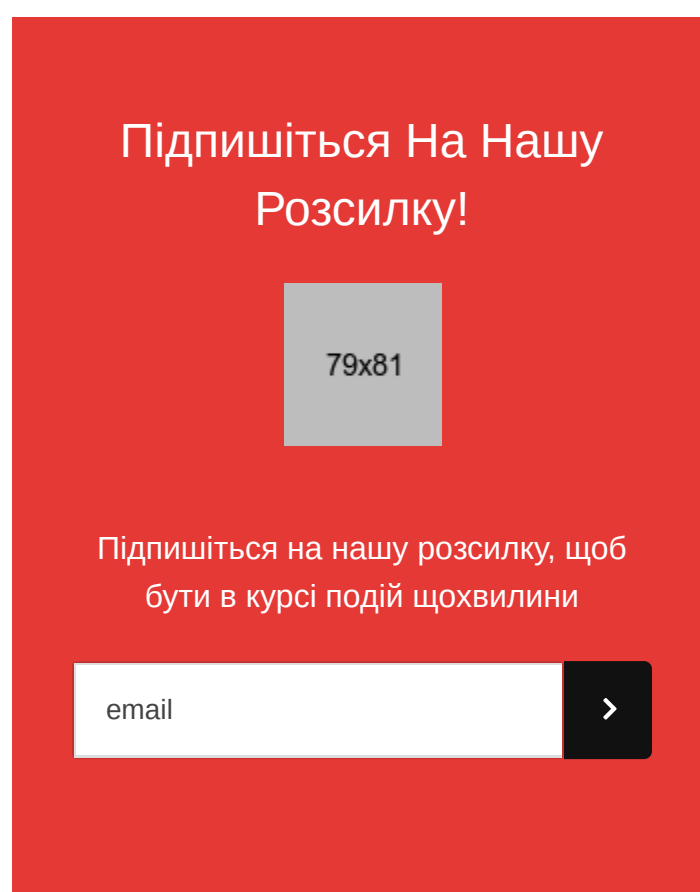 Підпишіться На Нашу
Розсилку!
79x81
Підпишіться на нашу розсилку, щоб
бути в курсі подій щохвилини
email